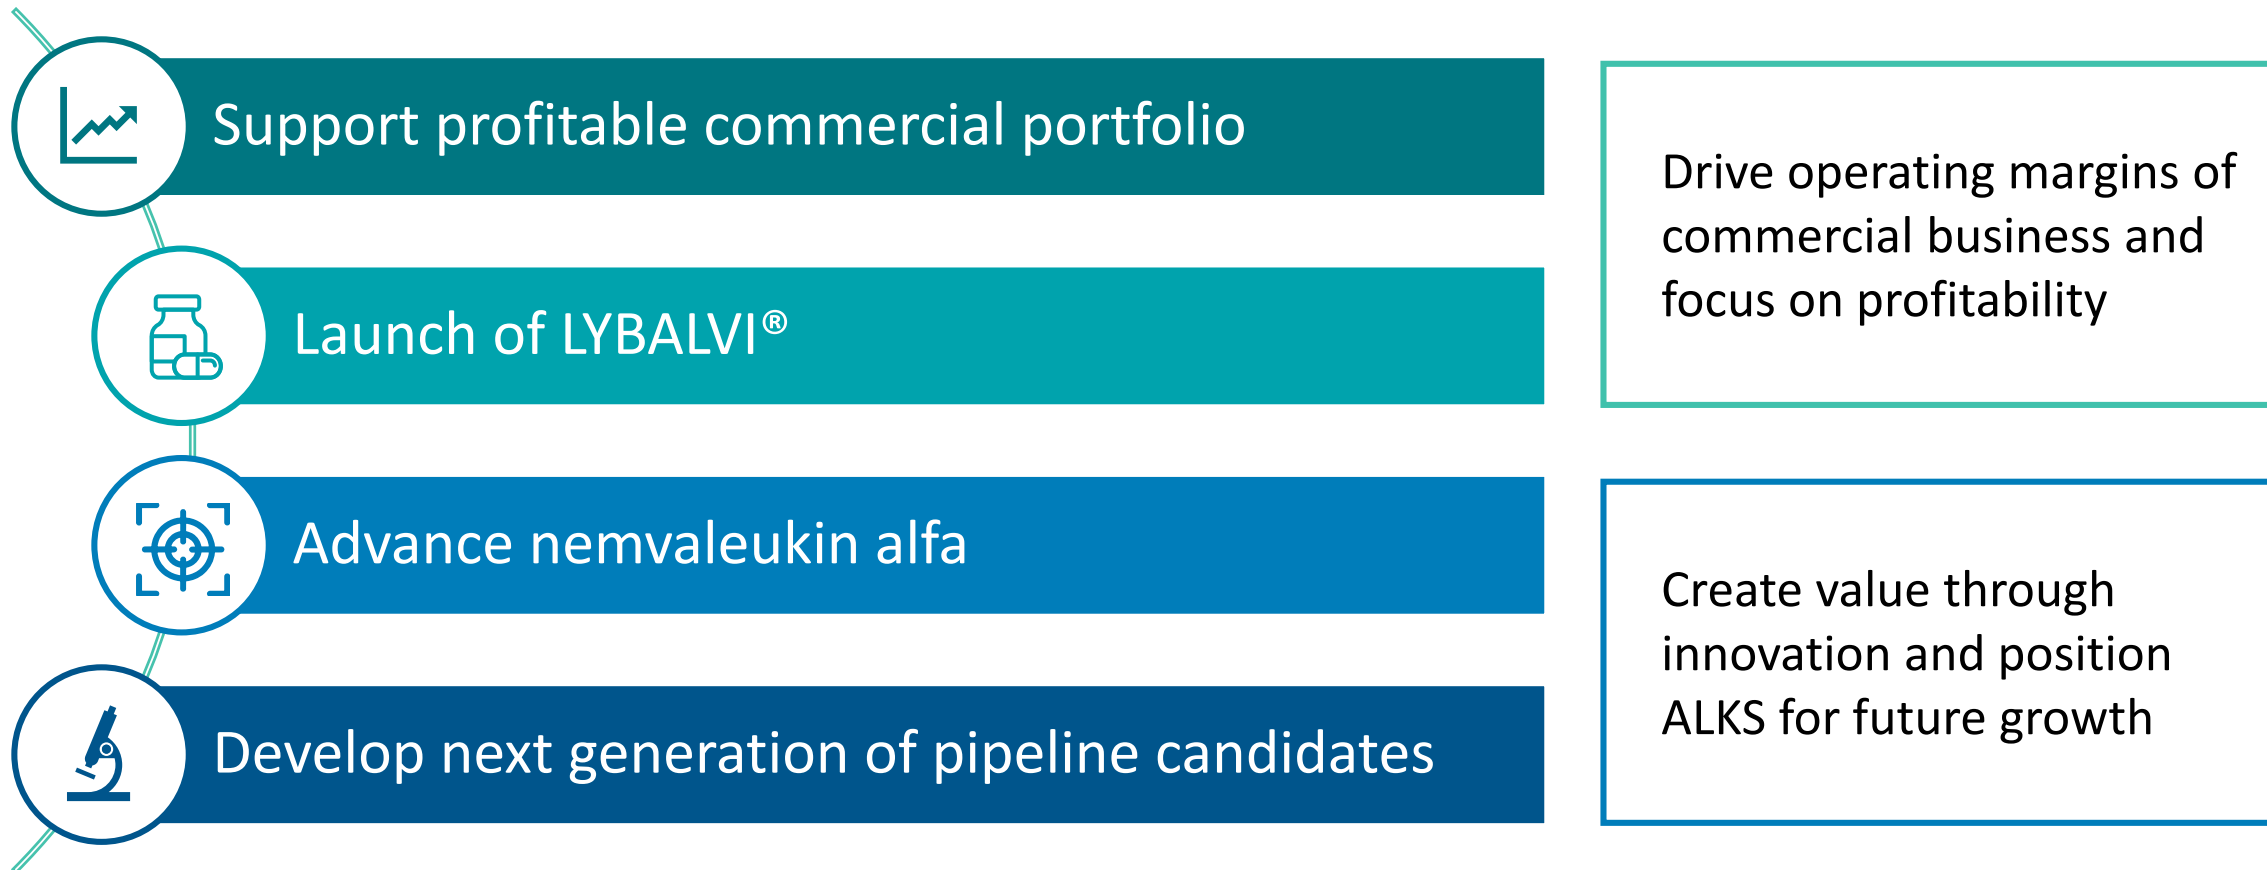 Support profitable commercial portfolio
Launch of LYBALVI®
Advance nemvaleukin alfa
Develop next generation of pipeline candidates
Drive operating margins of
commercial business and
focus on profitability
Create value through
innovation and position
ALKS for future growth